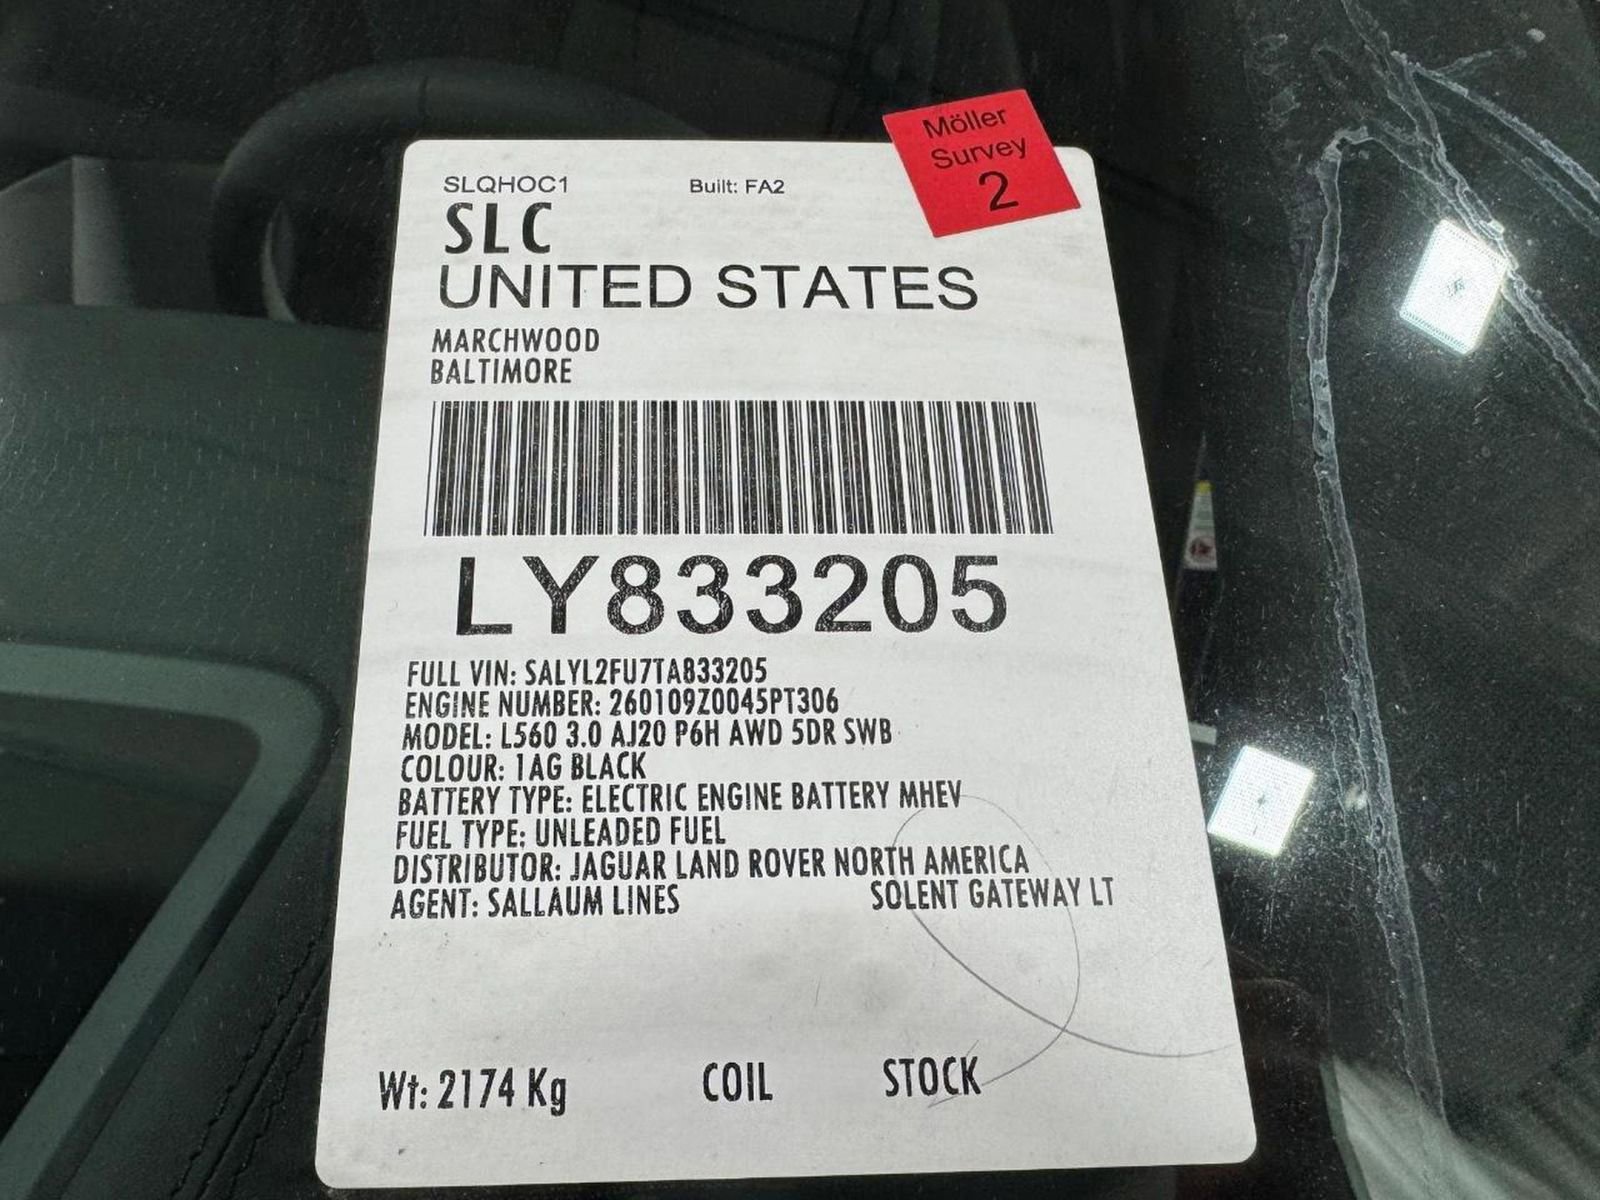 Möller
Survey
2
SLQHOC1 Built: FA2
SLC
UNITED STATES
MARCHWOOD
BALTIMORE
LY833205
FULL VIN: SALYL2FU7TA833205
ENGINE NUMBER: 260109Z0045PT306
MODEL: L560 3.0 AJ20 P6H AWD 5DR SWB
COLOUR: 1AG BLACK
BATTERY TYPE: ELECTRIC ENGINE BATTERY MHEV
FUEL TYPE: UNLEADED FUEL
DISTRIBUTOR: JAGUAR LAND ROVER NORTH AMERICA
AGENT: SALLAUM LINES SOLENT GATEWAY LT
Wt: 2174 Kg COIL STOCK